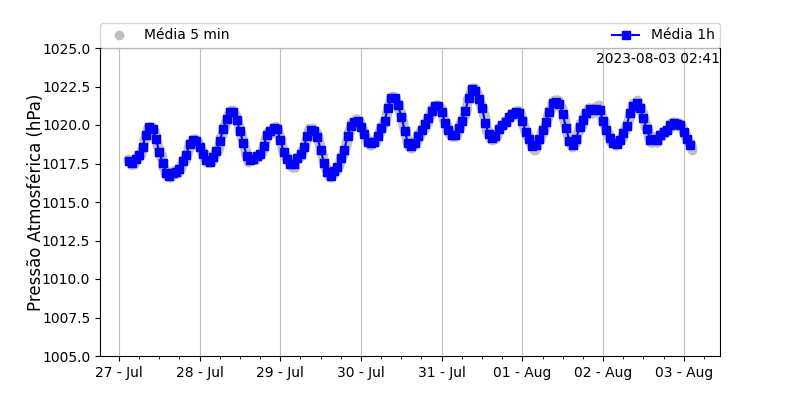 Média 5 min
Média 1h
2023-08-03 02:41
Pressão Atmosférica (hPa)
1025.0
1022.5
1020.0
1017.5
1015.0
1012.5
1010.0
1007.5
1005.0
27 - Jul
28 - Jul
29 - Jul
30 - Jul
31 - Jul
01 - Aug
02 - Aug
03 - Aug